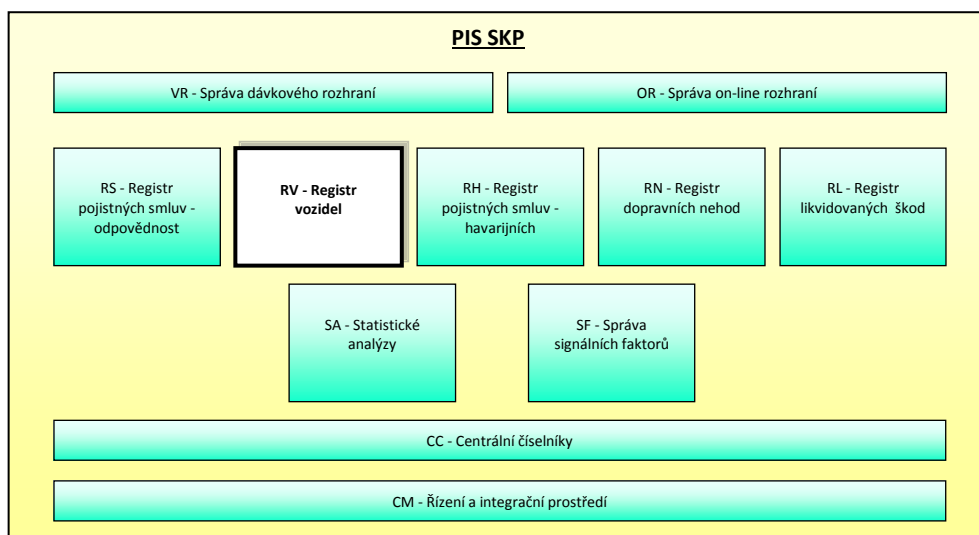 PIS SKP
VR - Správa dávkového rozhraní
OR - Správa on-line rozhraní
RS - Registr
pojistných smluv -
odpovědnost
RV - Registr
vozidel
RH - Registr
pojistných smluv -
havarijních
RN - Registr
dopravních nehod
RL - Registr
likvidovaných škod
SA - Statistické
analýzy
SF - Správa
signálních faktorů
CC - Centrální číselníky
CM - Řízení a integrační prostředí